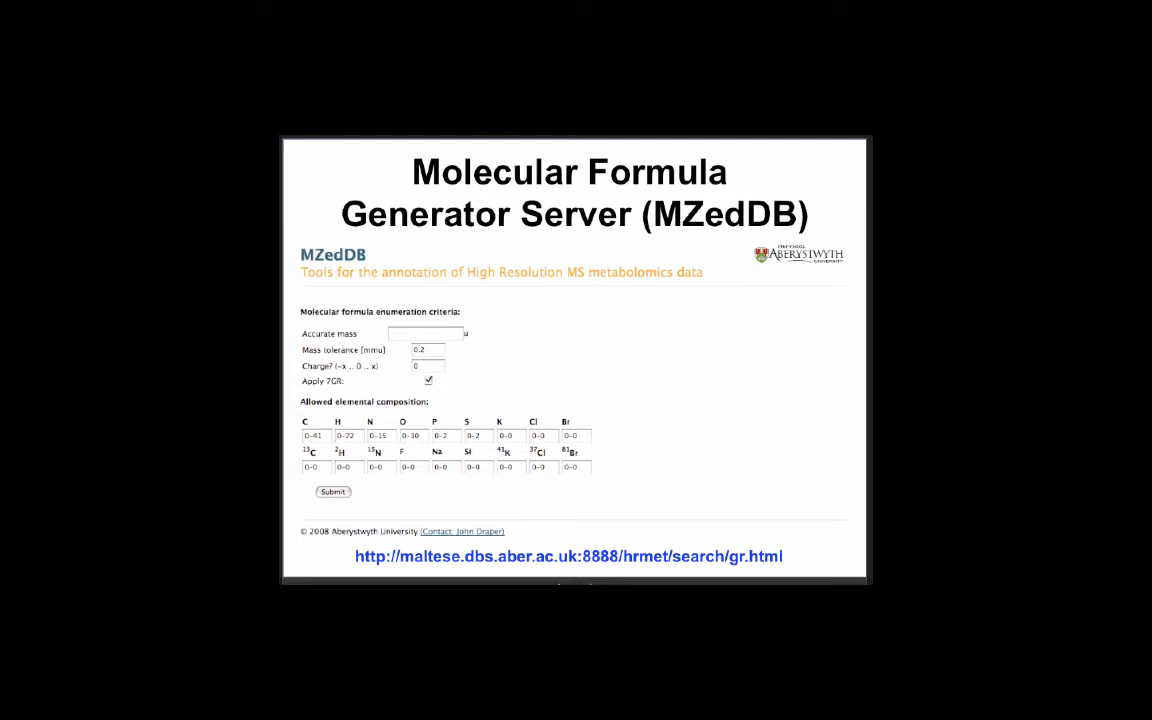 Molecular Formula
Generator Server (MZedDB)
MZedDB
Tools for the annotation of High Resolution MS metabolomics data
PRIFYSGOL
ABERYSTWYTH
UNIVERSITY
Molecular formula enumeration criteria:
Accurate mass u
Mass tolerance [mmu] 0.2
Charge? (-x .. 0 .. x) 0
Apply 7GR:
Allowed elemental composition:
C H N O P S K Cl Br
0-41 0-72 0-15 0-30 0-2 0-2 0-0 0-0 0-0
13C 2H 15N F Na Si 41K 37Cl 81Br
0-0 0-0 0-0 0-0 0-0 0-0 0-0 0-0 0-0
Submit
© 2008 Aberystwyth University (Contact: John Draper)
http://maltese.dbs.aber.ac.uk:8888/hrmet/search/gr.html